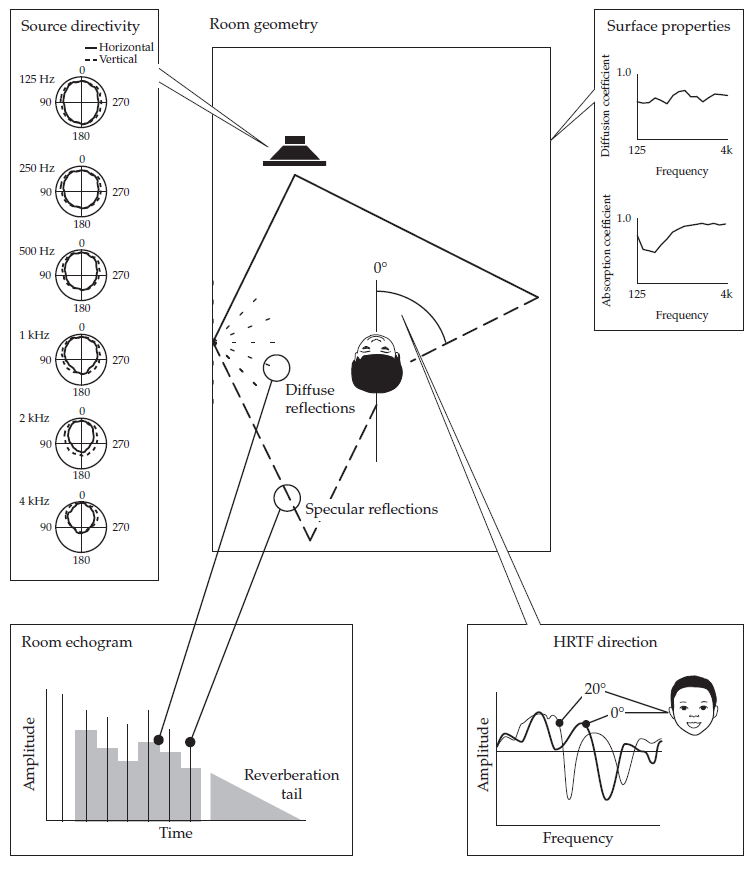 Source directivity
Horizontal
Vertical
125 Hz
0
90
270
180
250 Hz
0
90
270
180
500 Hz
0
90
270
180
1 kHz
0
90
270
180
2 kHz
0
90
270
180
4 kHz
0
90
270
180
Room geometry
0°
Diffuse
reflections
Specular reflections
Surface properties
Diffusion coefficient
1.0
125
4k
Frequency
Absorption coefficient
1.0
125
4k
Frequency
Room echogram
Amplitude
Reverberation
tail
Time
HRTF direction
20°
0°
Amplitude
Frequency